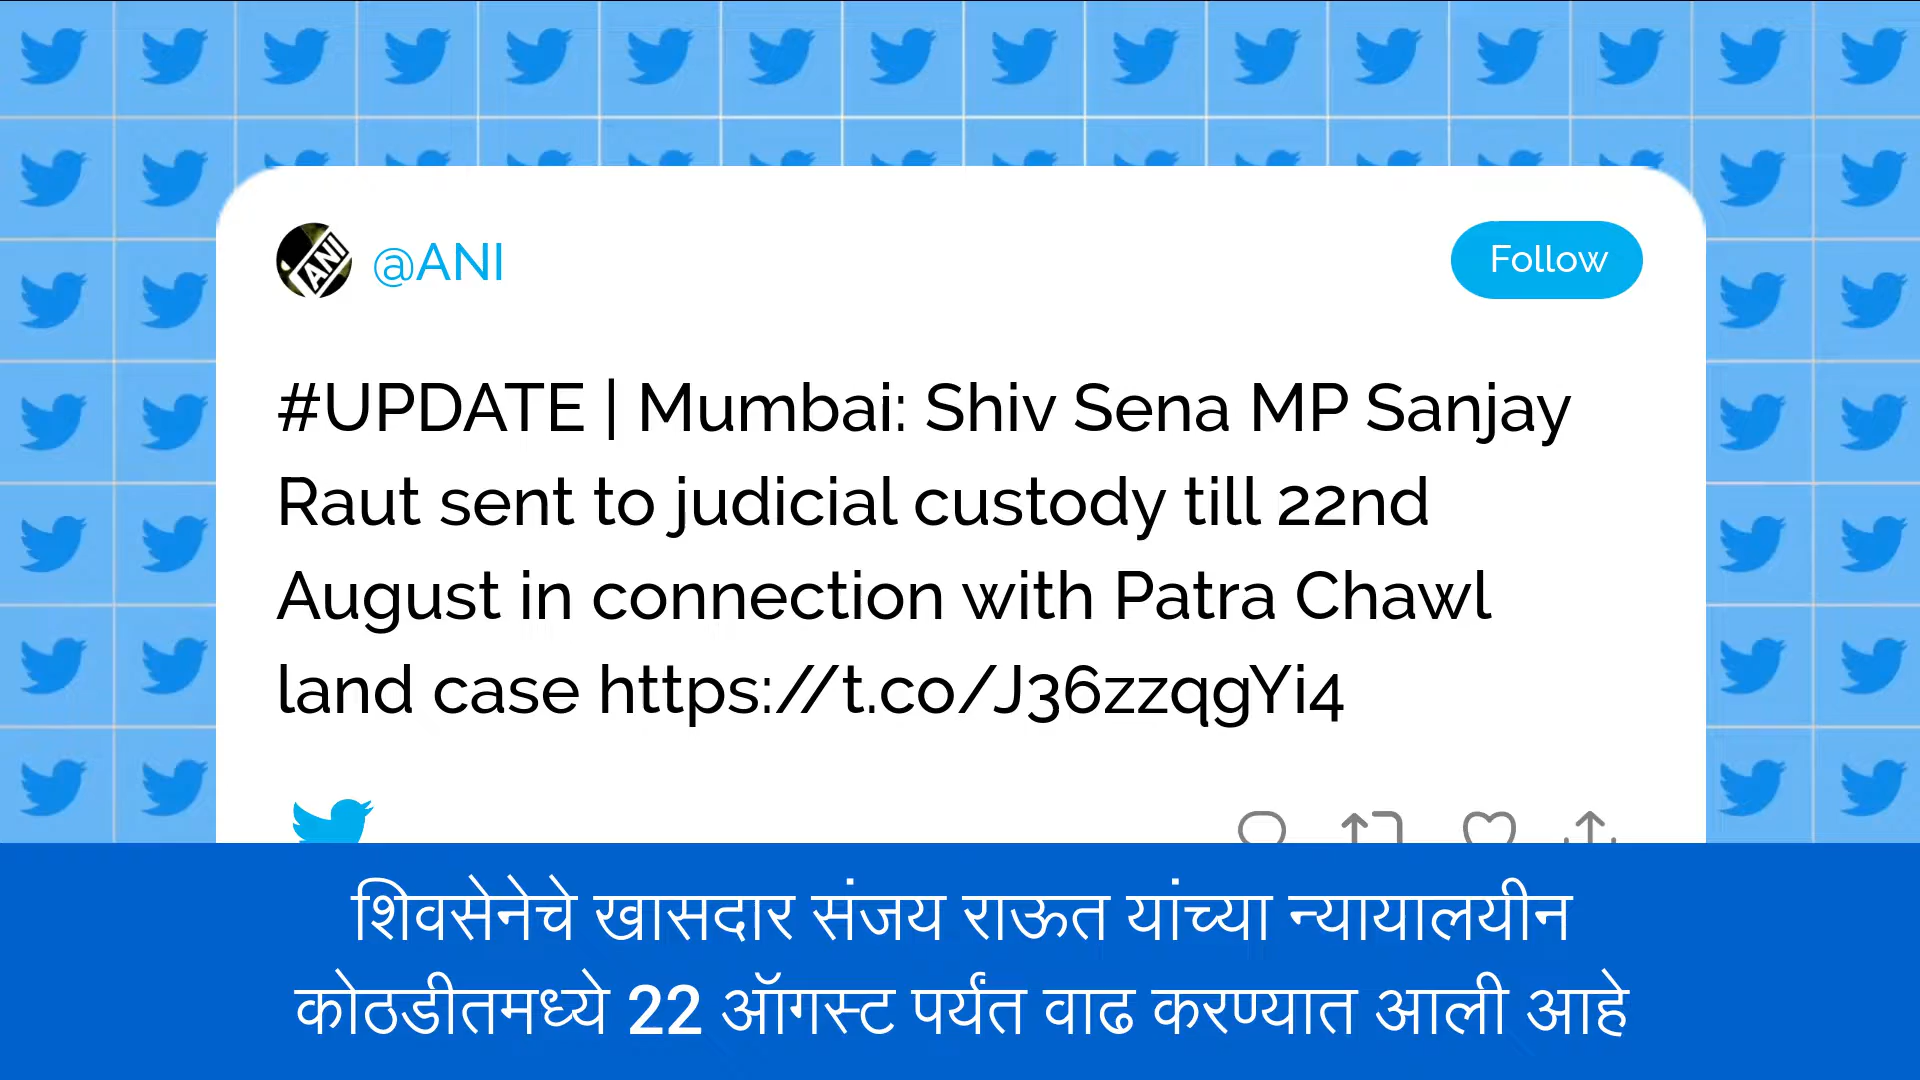 ANI
@ANI
Follow
#UPDATE | Mumbai: Shiv Sena MP Sanjay
Raut sent to judicial custody till 22nd
August in connection with Patra Chawl
land case https://t.co/J36zzqgYi4
शिवसेनेचे खासदार संजय राऊत यांच्या न्यायालयीन
कोठडीतमध्ये 22 ऑगस्ट पर्यंत वाढ करण्यात आली आहे